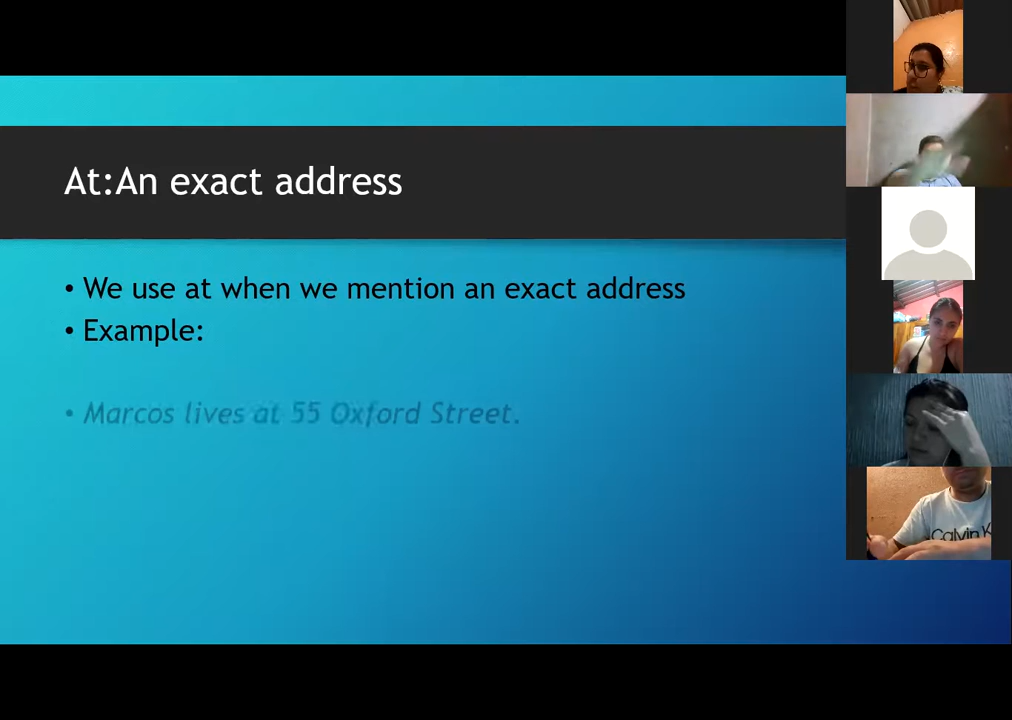 At:An exact address
• We use at when we mention an exact address
• Example:
• Marcos lives at 55 Oxford Street.
Calvin K